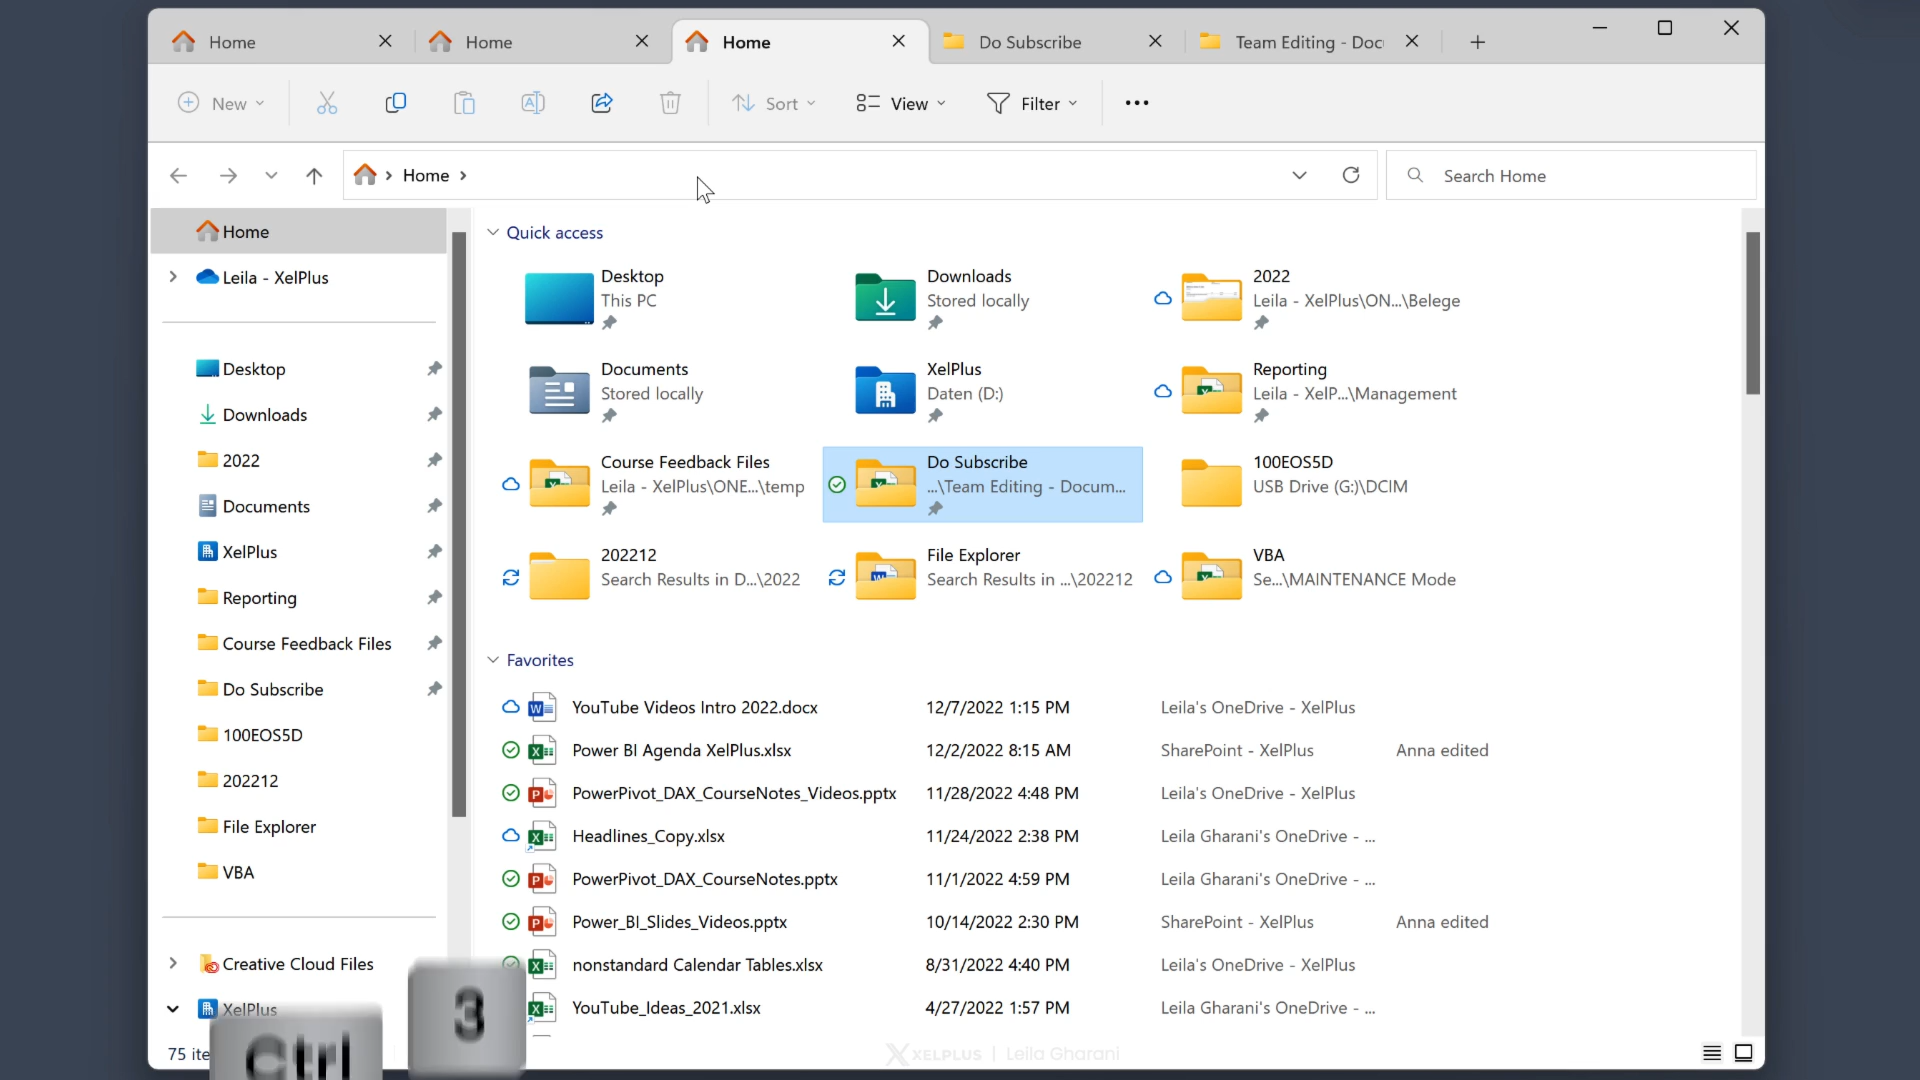 Home
Home
Home
Do Subscribe
Team Editing - Doc
New
Sort
View
Filter
Home
Search Home
Home
Leila - XelPlus
Desktop
Downloads
2022
Documents
XelPlus
Reporting
Course Feedback Files
Do Subscribe
100EOS5D
202212
File Explorer
VBA
Creative Cloud Files
XelPlus
75 ite
Quick access
Desktop
This PC
Downloads
Stored locally
2022
Leila - XelPlus\ON...\Belege
Documents
Stored locally
XelPlus
Daten (D:)
Reporting
Leila - XelP...\Management
Course Feedback Files
Leila - XelPlus\ONE...\temp
Do Subscribe
...\Team Editing - Docum...
100EOS5D
USB Drive (G:)\DCIM
202212
Search Results in D...\2022
File Explorer
Search Results in ...\202212
VBA
Se...\MAINTENANCE Mode
Favorites
YouTube Videos Intro 2022.docx 12/7/2022 1:15 PM Leila's OneDrive - XelPlus
Power BI Agenda XelPlus.xlsx 12/2/2022 8:15 AM SharePoint - XelPlus Anna edited
PowerPivot_DAX_CourseNotes_Videos.pptx 11/28/2022 4:48 PM Leila's OneDrive - XelPlus
Headlines_Copy.xlsx 11/24/2022 2:38 PM Leila Gharani's OneDrive - ...
PowerPivot_DAX_CourseNotes.pptx 11/1/2022 4:59 PM Leila Gharani's OneDrive - ...
Power_BI_Slides_Videos.pptx 10/14/2022 2:30 PM SharePoint - XelPlus Anna edited
nonstandard Calendar Tables.xlsx 8/31/2022 4:40 PM Leila's OneDrive - XelPlus
YouTube_Ideas_2021.xlsx 4/27/2022 1:57 PM Leila Gharani's OneDrive - ...
Ctrl
3
XELPLUS | Leila Gharani